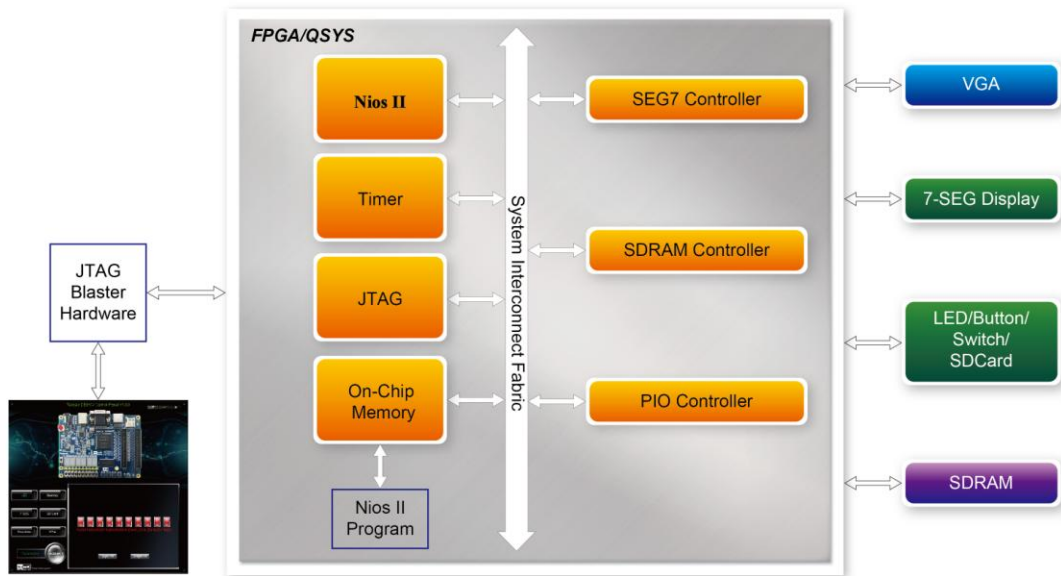 FPGA/QSYS
Nios II
Timer
JTAG
On-Chip
Memory
Nios II
Program
System Interconnect Fabric
SEG7 Controller
SDRAM Controller
PIO Controller
JTAG
Blaster
Hardware
VGA
7-SEG Display
LED/Button/
Switch/
SDCard
SDRAM